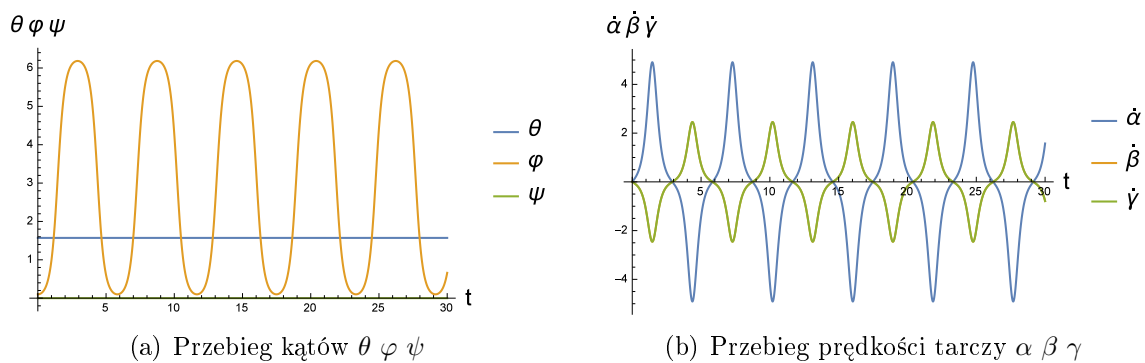 θ φ ψ
6
5
4
3
2
1
5 10 15 20 25 30
t
θ
φ
ψ
(a) Przebieg kątów θ φ ψ
α̇ β̇ γ̇
4
2
-2
-4
5 10 15 20 25 30
t
α̇
β̇
γ̇
(b) Przebieg prędkości tarczy α β γ